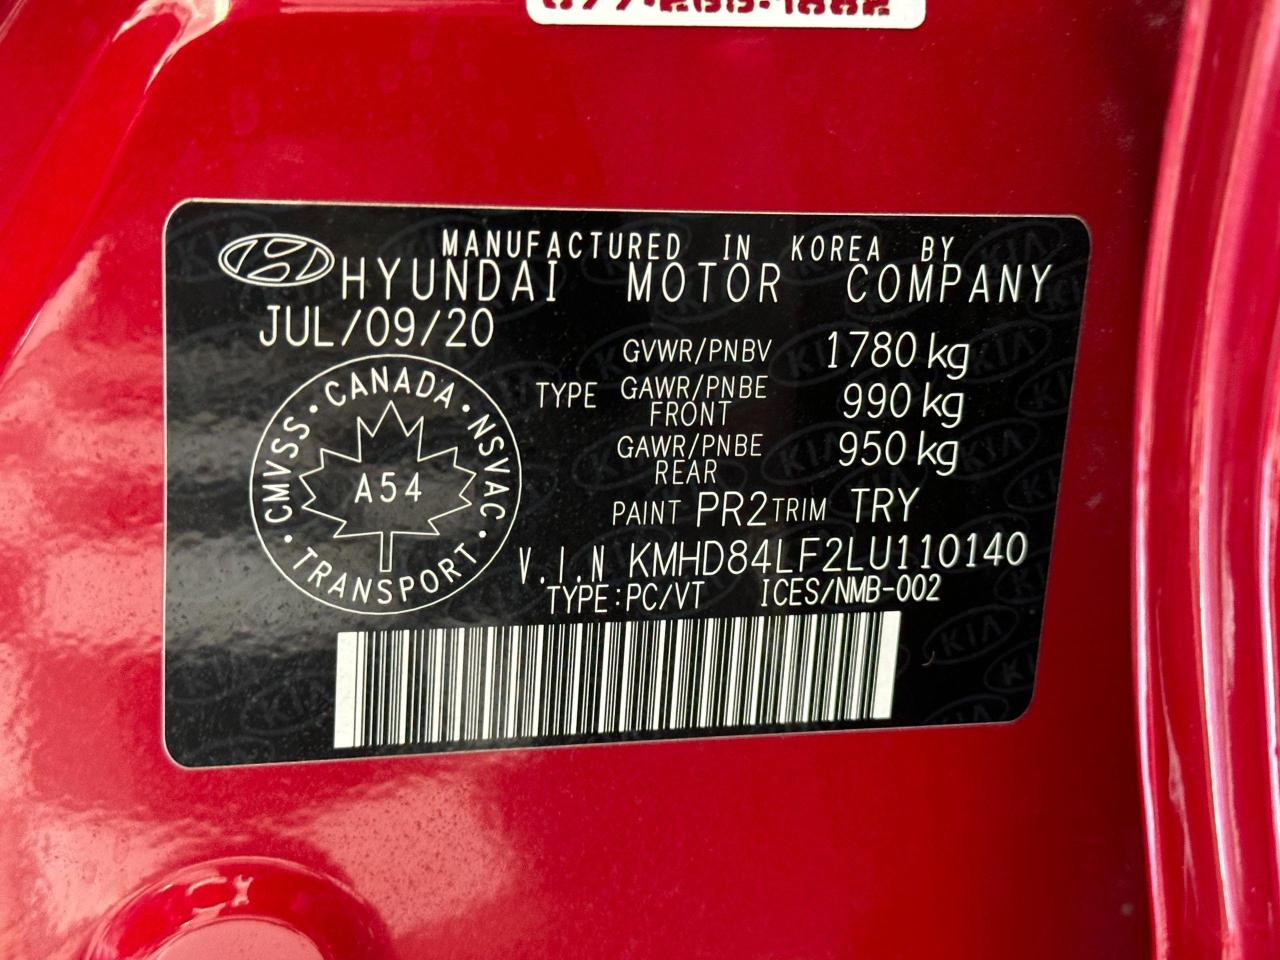 MANUFACTURED IN KOREA BY
HYUNDAI MOTOR COMPANY
JUL/09/20
GVWR/PNBV 1780 kg
TYPE GAWR/PNBE FRONT 990 kg
GAWR/PNBE REAR 950 kg
PAINT PR2 TRIM TRY
V.I.N KMHD84LF2LU110140
TYPE:PC/VT ICES/NMB-002
CMVSS · CANADA · NSVAC · TRANSPORT ·
A54
KIA